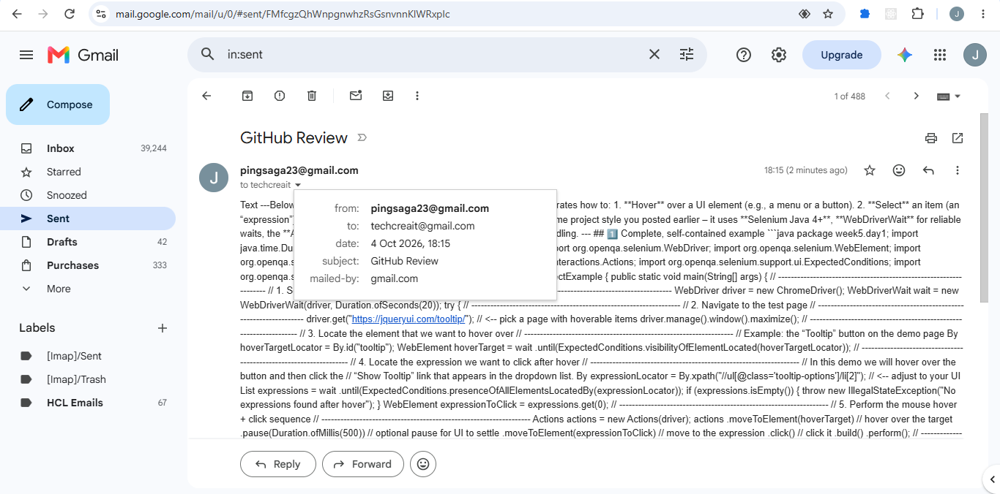 mail.google.com/mail/u/0/#sent/FMfcgzQhWnpgnwhzRsGsnvnnKlWRxplc
J
Gmail
in:sent
Upgrade
J
Compose
1 of 488
Inbox 39,244
Starred
Snoozed
Sent
Drafts 42
Purchases 333
More
Labels
[Imap]/Sent
[Imap]/Trash
HCL Emails 67
GitHub Review
J
pingsaga23@gmail.com
18:15 (2 minutes ago)
to techcreait
from: pingsaga23@gmail.com
to: techcreait@gmail.com
date: 4 Oct 2026, 18:15
subject: GitHub Review
mailed-by: gmail.com
Text ---Below rates how to: 1. **Hover** over a UI element (e.g., a menu or a button). 2. **Select** an item (an
“expression” me project style you posted earlier – it uses **Selenium Java 4+**, **WebDriverWait** for reliable
waits, the **A dling. --- ## 1️⃣ Complete, self-contained example ```java package week5.day1; import
java.time.Du port org.openqa.selenium.WebDriver; import org.openqa.selenium.WebElement; import
org.openqa.s nteractions.Actions; import org.openqa.selenium.support.ui.ExpectedConditions; import
org.openqa.s ectExample { public static void main(String[] args) { // ----------------------------------------------------------------
-------- // 1. S ---------------------------------------- WebDriver driver = new ChromeDriver(); WebDriverWait wait = new
WebDriverWait(driver, Duration.ofSeconds(20)); try { // ---------------------------------------------------------------------- // 2. Navigate to the test page // --------------------------------------------------
-------------------- driver.get("https://jqueryui.com/tooltip/"); // <-- pick a page with hoverable items driver.manage().window().maximize(); // ----------------------------------------------------
------------------ // 3. Locate the element that we want to hover over // ---------------------------------------------------------------------- // Example: the “Tooltip” button on the demo page By
hoverTargetLocator = By.id("tooltip"); WebElement hoverTarget = wait .until(ExpectedConditions.visibilityOfElementLocated(hoverTargetLocator)); // ----------------------------------
------------------------------------ // 4. Locate the expression we want to click after hover // ---------------------------------------------------------------------- // In this demo we will hover over the
button and then click the // “Show Tooltip” link that appears in the dropdown list. By expressionLocator = By.xpath("//ul[@class='tooltip-options']/li[2]"); // <-- adjust to your UI
List expressions = wait .until(ExpectedConditions.presenceOfAllElementsLocatedBy(expressionLocator)); if (expressions.isEmpty()) { throw new IllegalStateException("No
expressions found after hover"); } WebElement expressionToClick = expressions.get(0); // ---------------------------------------------------------------------- // 5. Perform the mouse hover
+ click sequence // ---------------------------------------------------------------------- Actions actions = new Actions(driver); actions .moveToElement(hoverTarget) // hover over the target
.pause(Duration.ofMillis(500)) // optional pause for UI to settle .moveToElement(expressionToClick) // move to the expression .click() // click it .build() .perform(); // --------------
Reply
Forward